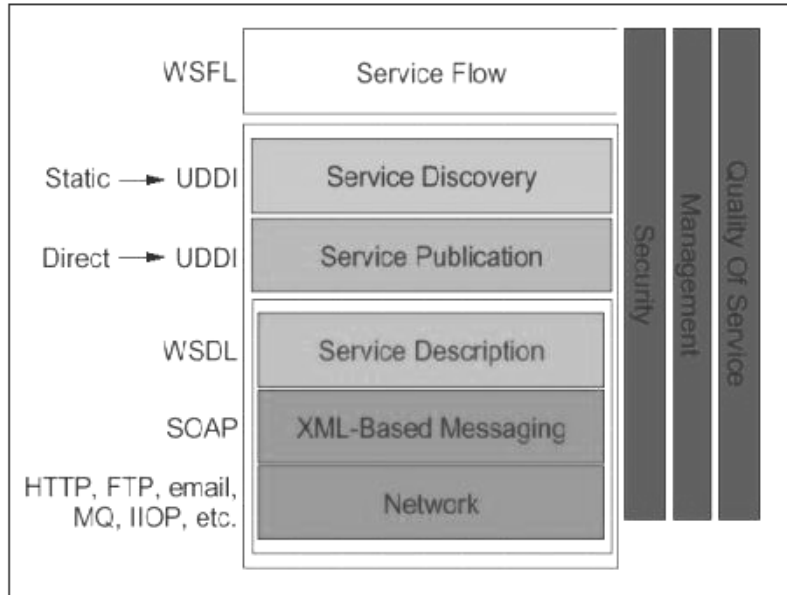 WSFL Service Flow
Static → UDDI Service Discovery
Direct → UDDI Service Publication
WSDL Service Description
SOAP XML-Based Messaging
HTTP, FTP, email,
MQ, IIOP, etc.
Network
Security
Management
Quality Of Service